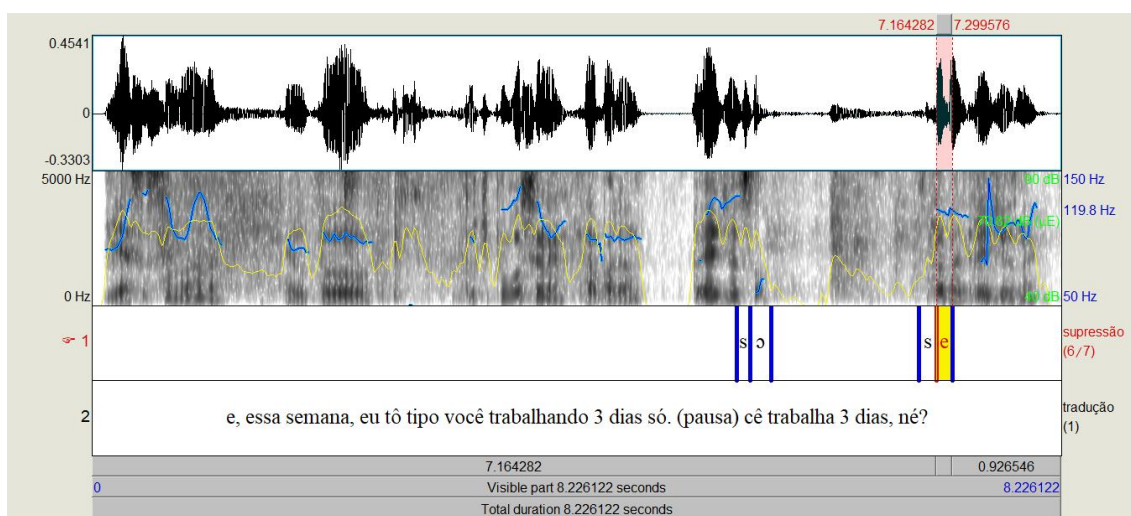 7.164282 7.299576
0.4541
0
-0.3303
5000 Hz
90 dB 150 Hz
119.8 Hz
(µE)
0 Hz
50 Hz
1 s ɔ s e supressão
(6/7)
2 e, essa semana, eu tô tipo você trabalhando 3 dias só. (pausa) cê trabalha 3 dias, né? tradução
(1)
7.164282 0.926546
0 Visible part 8.226122 seconds 8.226122
Total duration 8.226122 seconds